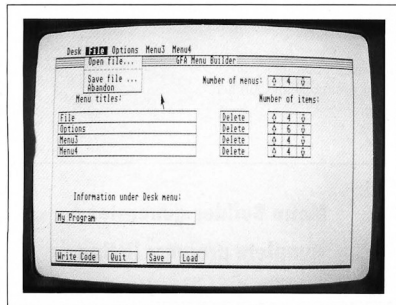 Desk File Options Menu3 Menu4
GFA Menu Builder
Open file...
Save file ...
Abandon
Number of menus: 4
Menu titles:
Number of items:
File Delete 4
Options Delete 6
Menu3 Delete 4
Menu4 Delete 4
Information under Desk menu:
My Program
Write Code Quit Save Load